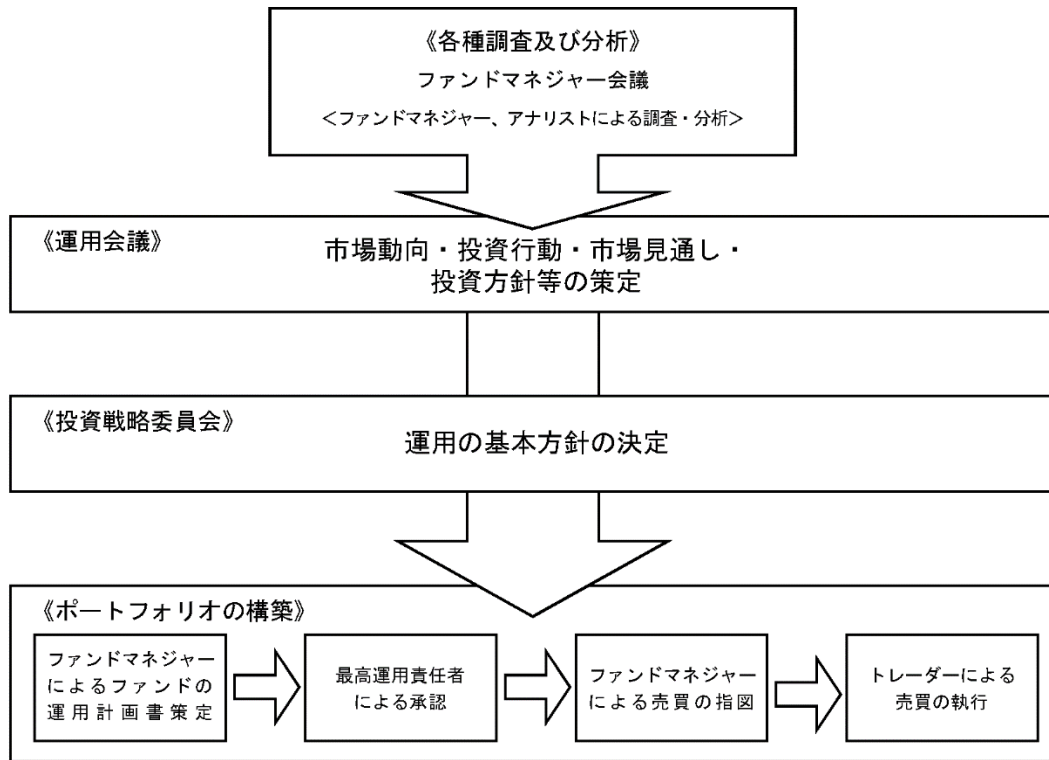 《各種調査及び分析》
ファンドマネジャー会議
＜ファンドマネジャー、アナリストによる調査・分析＞
《運用会議》
市場動向・投資行動・市場見通し・
投資方針等の策定
《投資戦略委員会》
運用の基本方針の決定
《ポートフォリオの構築》
ファンドマネジャー
によるファンドの
運用計画書策定
最高運用責任者
による承認
ファンドマネジャー
による売買の指図
トレーダーによる
売買の執行